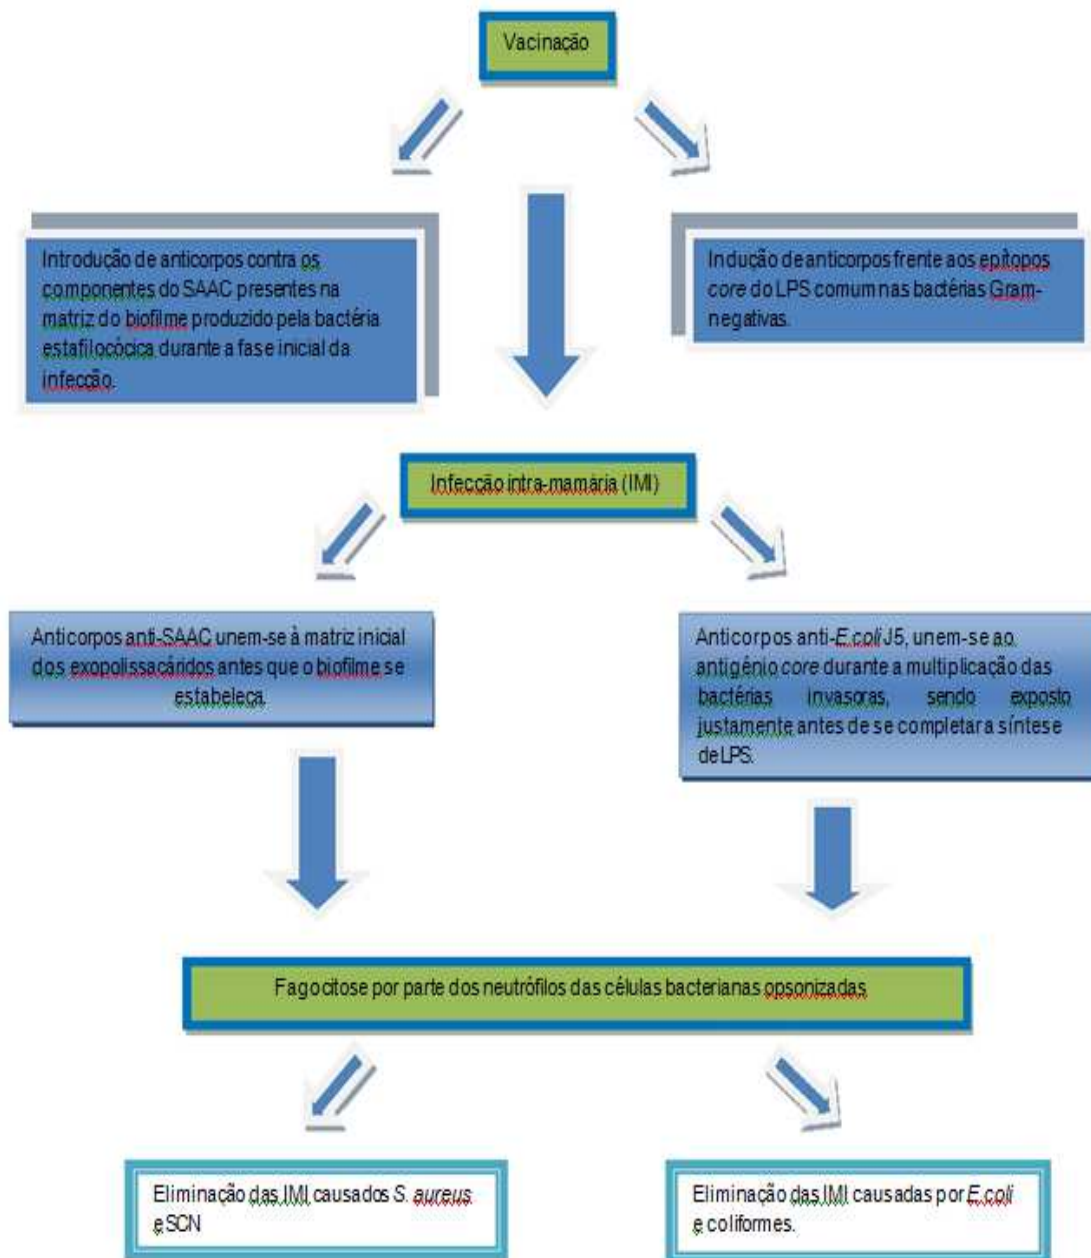 Vacinação
Introdução de anticorpos contra os
componentes do SAAC presentes na
matriz do biofilme produzido pela bactéria
estafilocócica durante a fase inicial da
infecção.
Indução de anticorpos frente aos epítopos
core do LPS comum nas bactérias Gram-
negativas.
Infecção intra-mamária (IMI)
Anticorpos anti-SAAC unem-se à matriz inicial
dos exopolissacáridos antes que o biofilme se
estabeleça.
Anticorpos anti-E.coli J5, unem-se ao
antigénio core durante a multiplicação das
bactérias invasoras, sendo exposto
justamente antes de se completar a síntese
de LPS.
Fagocitose por parte dos neutrófilos das células bacterianas opsonizadas
Eliminação das IMI causados S. aureus
e SCN
Eliminação das IMI causadas por E.coli
e coliformes.